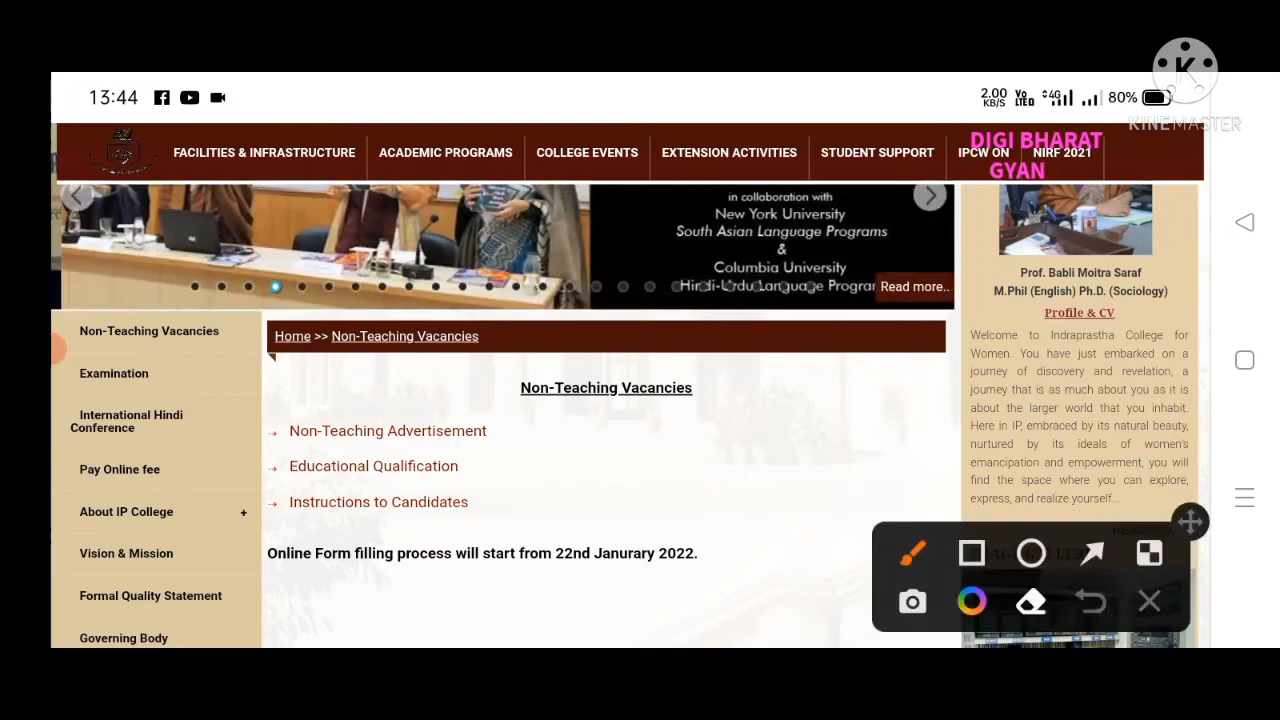 13:44
2.00 KB/S
Vo LTED
4G
80%
K
KINEMASTER
FACILITIES & INFRASTRUCTURE
ACADEMIC PROGRAMS
COLLEGE EVENTS
EXTENSION ACTIVITIES
STUDENT SUPPORT
IPCW ON
NIRF 2021
DIGI BHARAT
GYAN
in collaboration with
New York University
South Asian Language Programs
&
Columbia University
Hindi-Urdu Language Program
Read more..
Non-Teaching Vacancies
Examination
International Hindi
Conference
Pay Online fee
About IP College +
Vision & Mission
Formal Quality Statement
Governing Body
Home >> Non-Teaching Vacancies
Non-Teaching Vacancies
Non-Teaching Advertisement
Educational Qualification
Instructions to Candidates
Online Form filling process will start from 22nd Janurary 2022.
Prof. Babli Moitra Saraf
M.Phil (English) Ph.D. (Sociology)
Profile & CV
Welcome to Indraprastha College for
Women. You have just embarked on a
journey of discovery and revelation, a
journey that is as much about you as it is
about the larger world that you inhabit.
Here in IP, embraced by its natural beauty,
nurtured by its ideals of women's
emancipation and empowerment, you will
find the space where you can explore,
express, and realize yourself...